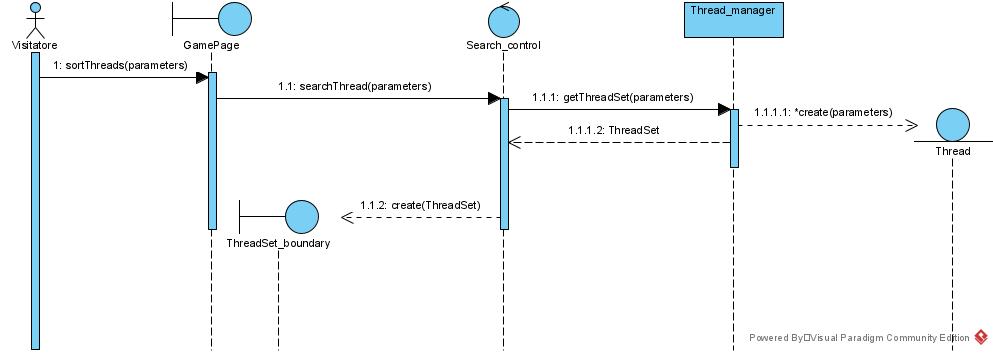 Visitatore
GamePage
Search_control
Thread_manager
1: sortThreads(parameters)
1.1: searchThread(parameters)
1.1.1: getThreadSet(parameters)
1.1.1.1: *create(parameters)
1.1.1.2: ThreadSet
Thread
1.1.2: create(ThreadSet)
ThreadSet_boundary
Powered By Visual Paradigm Community Edition